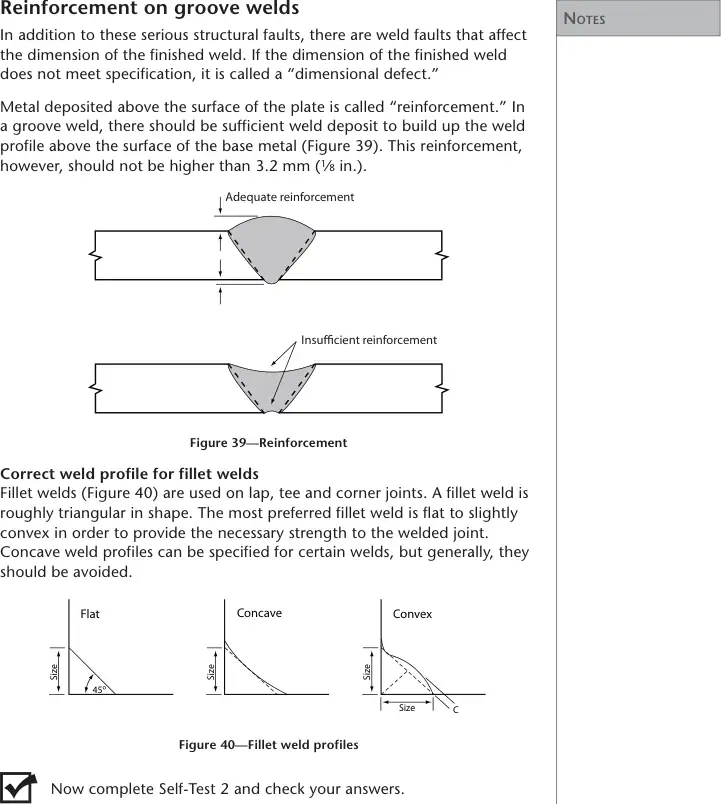 Reinforcement on groove welds
NOTES
In addition to these serious structural faults, there are weld faults that affect
the dimension of the finished weld. If the dimension of the finished weld
does not meet specification, it is called a “dimensional defect.”
Metal deposited above the surface of the plate is called “reinforcement.” In
a groove weld, there should be sufficient weld deposit to build up the weld
profile above the surface of the base metal (Figure 39). This reinforcement,
however, should not be higher than 3.2 mm (⅛ in.).
Adequate reinforcement
Insufficient reinforcement
Figure 39—Reinforcement
Correct weld profile for fillet welds
Fillet welds (Figure 40) are used on lap, tee and corner joints. A fillet weld is
roughly triangular in shape. The most preferred fillet weld is flat to slightly
convex in order to provide the necessary strength to the welded joint.
Concave weld profiles can be specified for certain welds, but generally, they
should be avoided.
Flat
Size
45°
Concave
Size
Convex
Size
Size
C
Figure 40—Fillet weld profiles
Now complete Self-Test 2 and check your answers.